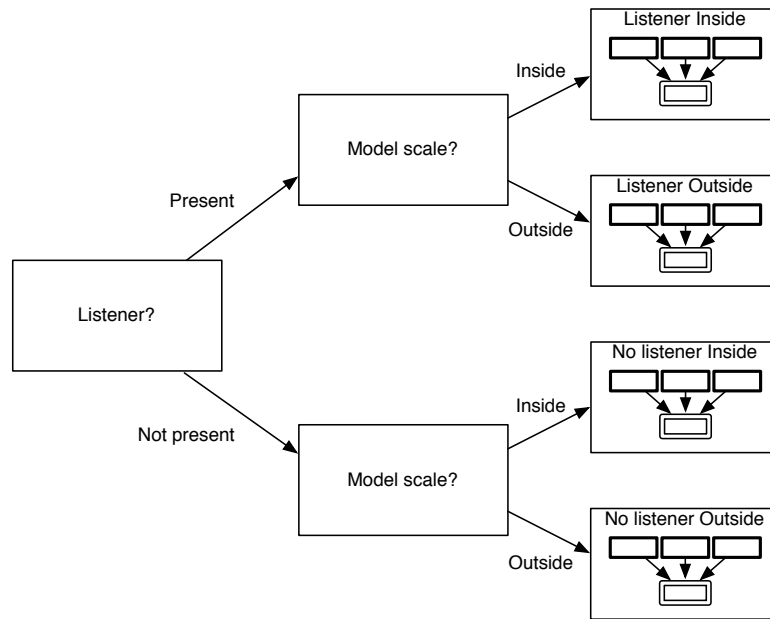 Listener Inside
Inside
Model scale?
Present
Listener Outside
Outside
Listener?
No listener Inside
Inside
Not present
Model scale?
No listener Outside
Outside